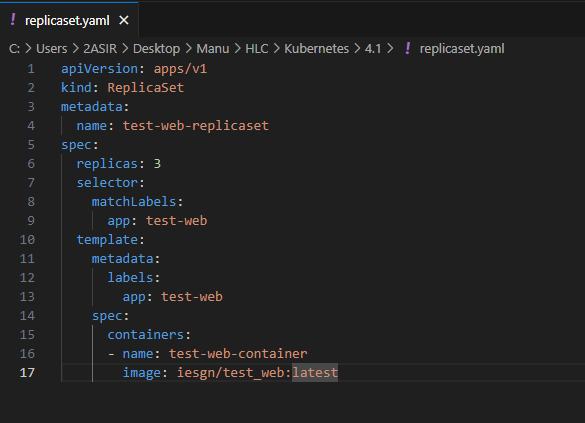 ! replicaset.yaml ×
C: > Users > 2ASIR > Desktop > Manu > HLC > Kubernetes > 4.1 > ! replicaset.yaml
1 apiVersion: apps/v1
2 kind: ReplicaSet
3 metadata:
4   name: test-web-replicaset
5 spec:
6   replicas: 3
7   selector:
8     matchLabels:
9       app: test-web
10   template:
11     metadata:
12       labels:
13         app: test-web
14     spec:
15       containers:
16       - name: test-web-container
17         image: iesgn/test_web:latest